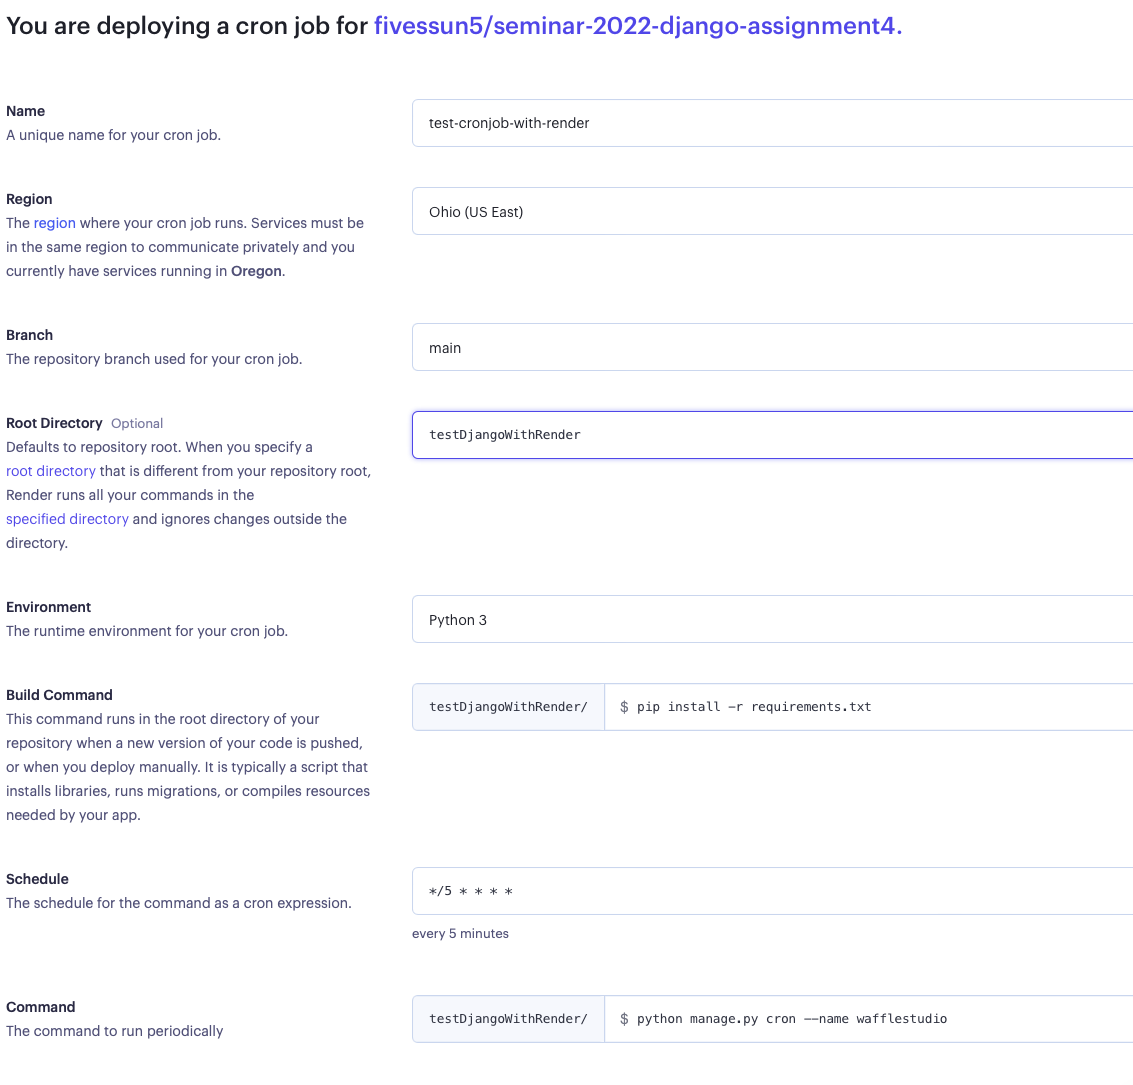 You are deploying a cron job for fivessun5/seminar-2022-django-assignment4.
Name
A unique name for your cron job.
test-cronjob-with-render
Region
The region where your cron job runs. Services must be
in the same region to communicate privately and you
currently have services running in Oregon.
Ohio (US East)
Branch
The repository branch used for your cron job.
main
Root Directory Optional
Defaults to repository root. When you specify a
root directory that is different from your repository root,
Render runs all your commands in the
specified directory and ignores changes outside the
directory.
testDjangoWithRender
Environment
The runtime environment for your cron job.
Python 3
Build Command
This command runs in the root directory of your
repository when a new version of your code is pushed,
or when you deploy manually. It is typically a script that
installs libraries, runs migrations, or compiles resources
needed by your app.
testDjangoWithRender/ $ pip install -r requirements.txt
Schedule
The schedule for the command as a cron expression.
*/5 * * * *
every 5 minutes
Command
The command to run periodically
testDjangoWithRender/ $ python manage.py cron --name wafflestudio